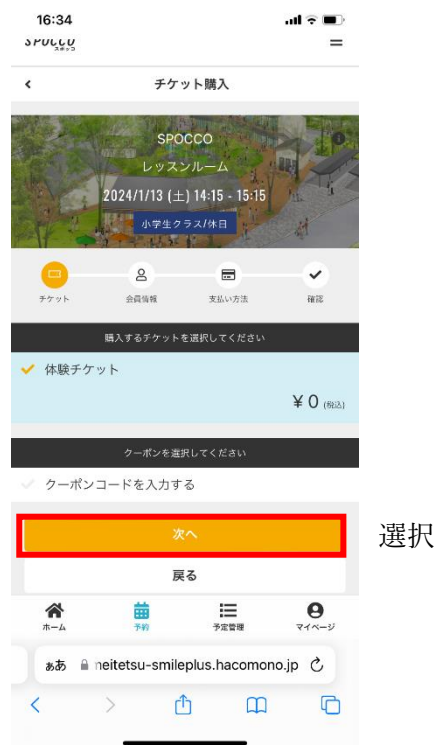 16:34
SPOCCO
スポッコ
チケット購入
SPOCCO
レッスンルーム
2024/1/13 (土) 14:15 - 15:15
小学生クラス/休日
チケット 会員情報 支払い方法 確認
購入するチケットを選択してください
体験チケット
¥ 0 (税込)
クーポンを選択してください
クーポンコードを入力する
次へ
選択
戻る
ホーム 予約 予定管理 マイページ
ぁあ neitetsu-smileplus.hacomono.jp